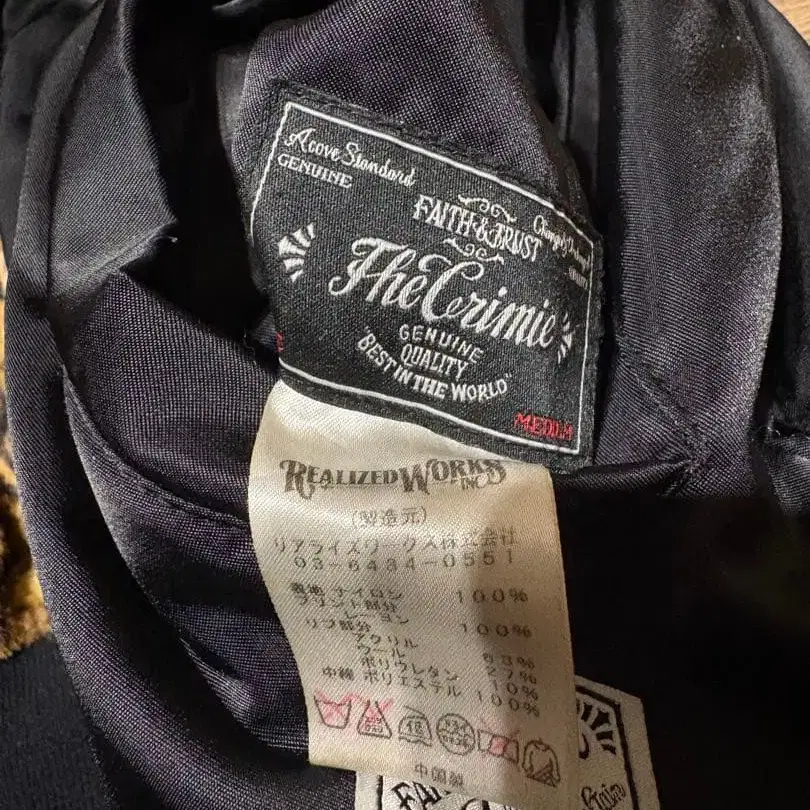 Acove Standard
GENUINE
FAITH & TRUST
The Crimie
GENUINE
QUALITY
"BEST IN THE WORLD"
MEDIUM
REALIZED WORKS
INC
(製造元)
リアライズワークス株式会社
03-6434-0551
表地 ナイロン 100%
プリント部分
レーヨン 100%
リブ部分
アクリル 63%
ウール 27%
ポリウレタン 10%
中綿 ポリエステル 100%
中国製